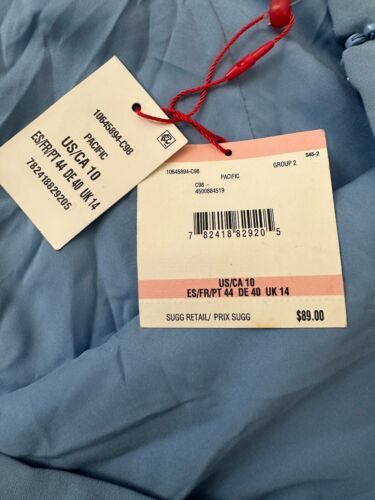 10645894-C98
PACIFIC
US/CA 10
ES/FR/PT 44 DE 40 UK 14
782418829205
10645894-C98
PACIFIC
GROUP 2
S45-2
C98 -
4500884519
7 82418 82920 5
US/CA 10
ES/FR/PT 44 DE 40 UK 14
SUGG RETAIL/ PRIX SUGG
$89.00